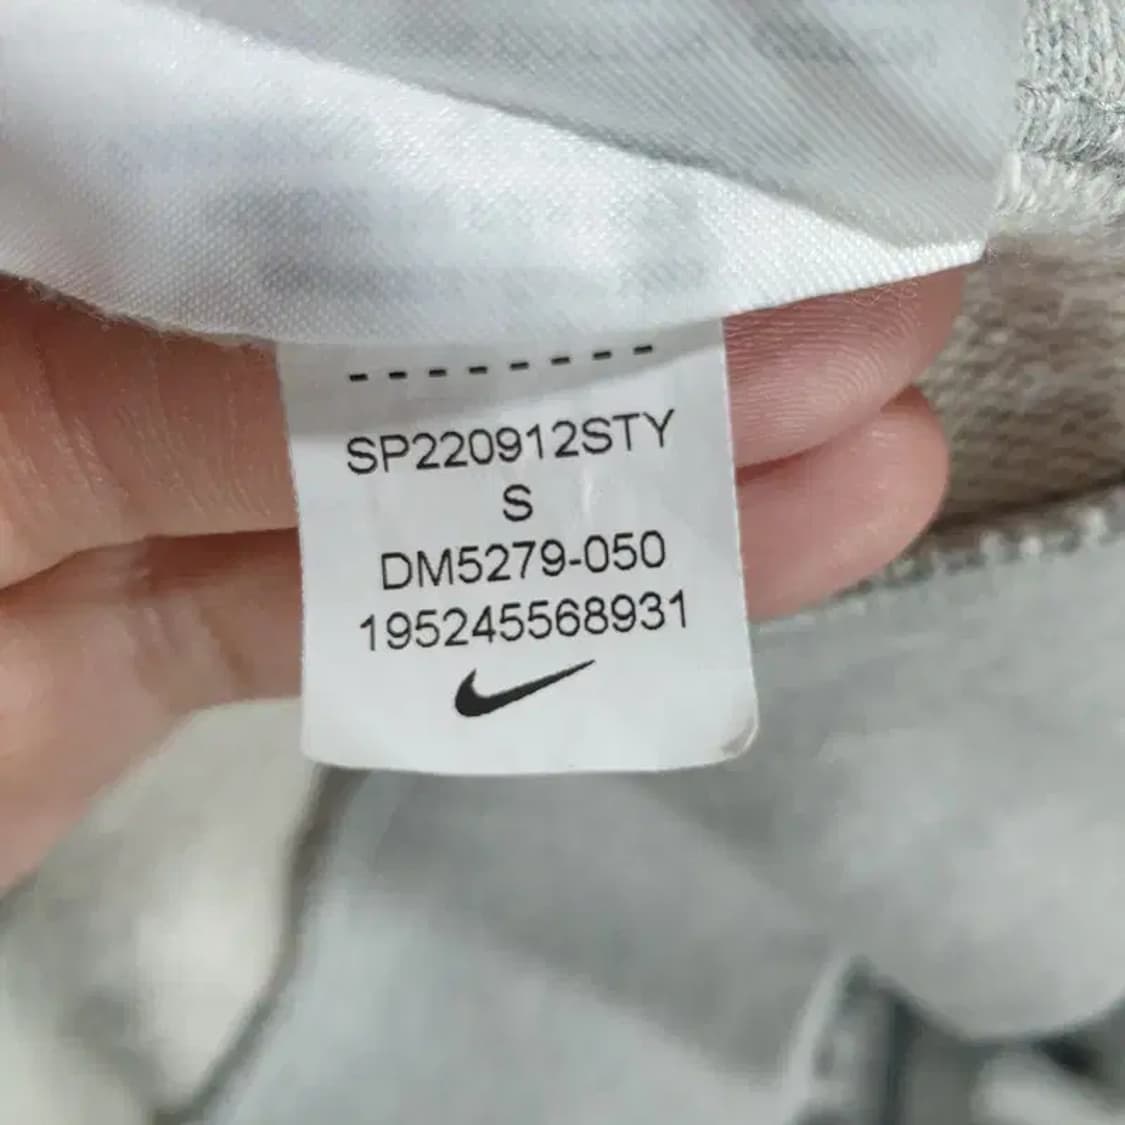 --------
SP220912STY
S
DM5279-050
195245568931